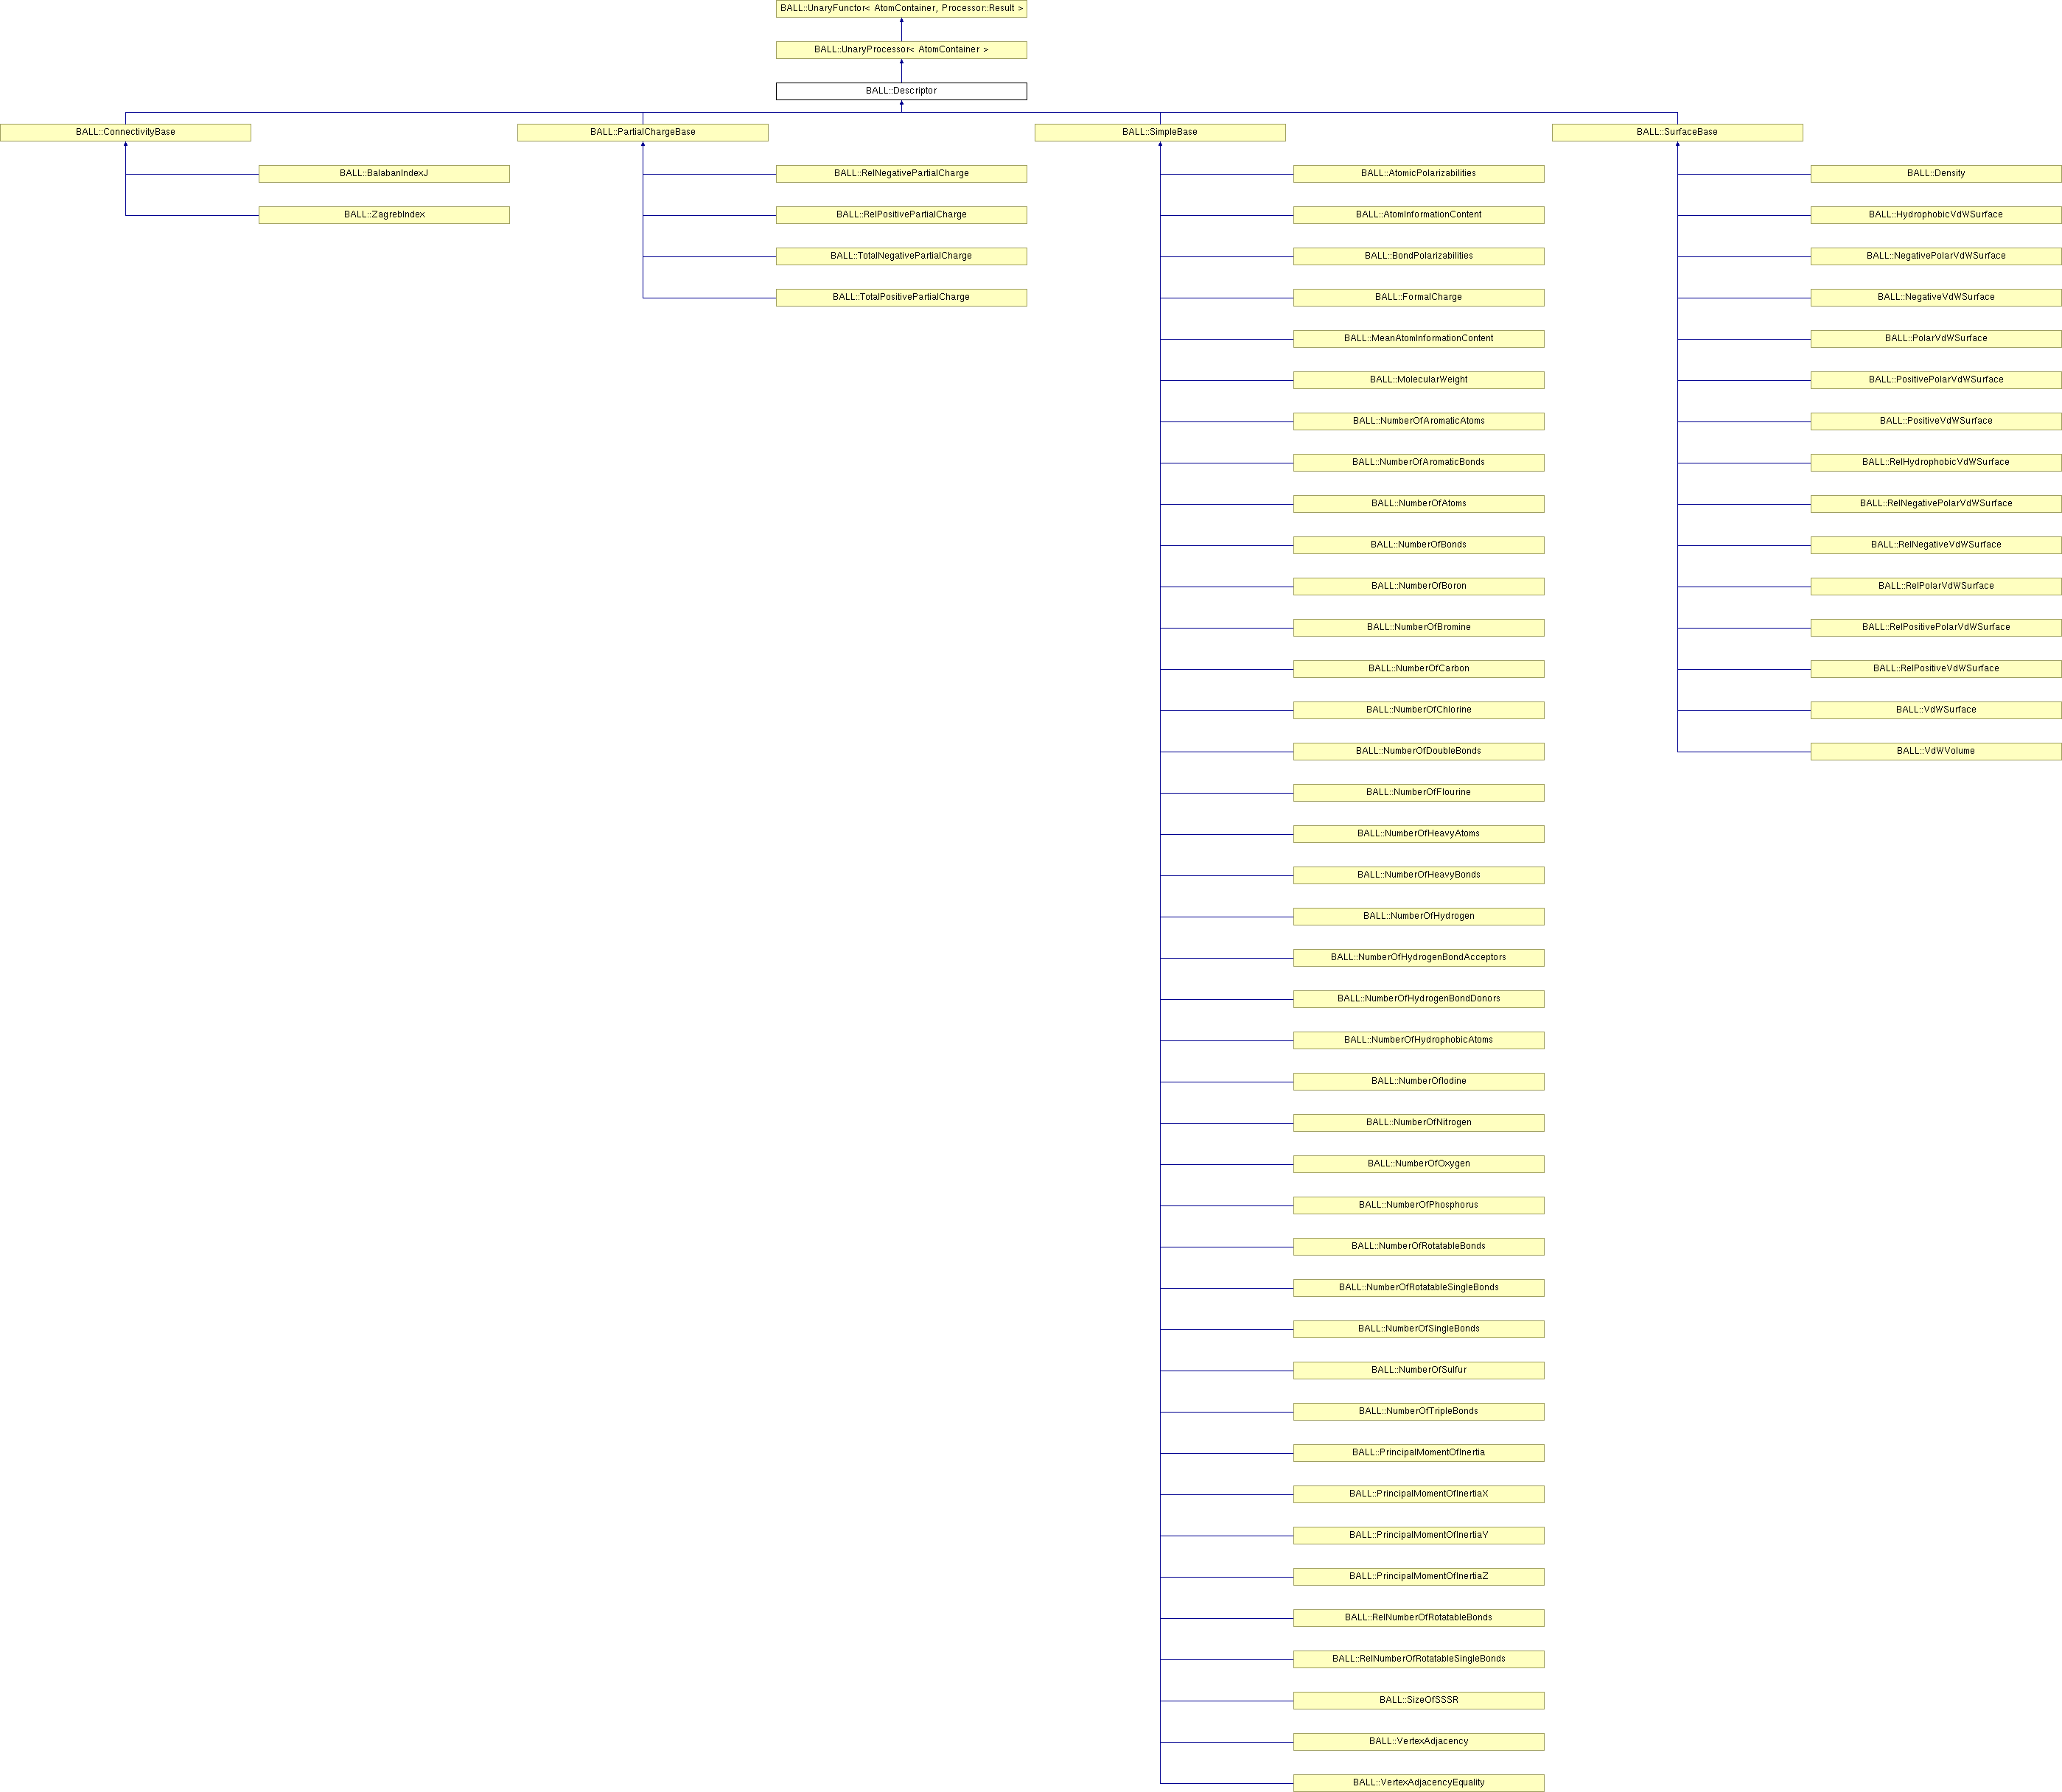 BALL::UnaryFunctor< AtomContainer, Processor::Result >
BALL::UnaryProcessor< AtomContainer >
BALL::Descriptor
BALL::ConnectivityBase
BALL::PartialChargeBase
BALL::SimpleBase
BALL::SurfaceBase
BALL::BalabanIndexJ
BALL::ZagrebIndex
BALL::RelNegativePartialCharge
BALL::RelPositivePartialCharge
BALL::TotalNegativePartialCharge
BALL::TotalPositivePartialCharge
BALL::AtomicPolarizabilities
BALL::AtomInformationContent
BALL::BondPolarizabilities
BALL::FormalCharge
BALL::MeanAtomInformationContent
BALL::MolecularWeight
BALL::NumberOfAromaticAtoms
BALL::NumberOfAromaticBonds
BALL::NumberOfAtoms
BALL::NumberOfBonds
BALL::NumberOfBoron
BALL::NumberOfBromine
BALL::NumberOfCarbon
BALL::NumberOfChlorine
BALL::NumberOfDoubleBonds
BALL::NumberOfFlourine
BALL::NumberOfHeavyAtoms
BALL::NumberOfHeavyBonds
BALL::NumberOfHydrogen
BALL::NumberOfHydrogenBondAcceptors
BALL::NumberOfHydrogenBondDonors
BALL::NumberOfHydrophobicAtoms
BALL::NumberOfIodine
BALL::NumberOfNitrogen
BALL::NumberOfOxygen
BALL::NumberOfPhosphorus
BALL::NumberOfRotatableBonds
BALL::NumberOfRotatableSingleBonds
BALL::NumberOfSingleBonds
BALL::NumberOfSulfur
BALL::NumberOfTripleBonds
BALL::PrincipalMomentOfInertia
BALL::PrincipalMomentOfInertiaX
BALL::PrincipalMomentOfInertiaY
BALL::PrincipalMomentOfInertiaZ
BALL::RelNumberOfRotatableBonds
BALL::RelNumberOfRotatableSingleBonds
BALL::SizeOfSSSR
BALL::VertexAdjacency
BALL::VertexAdjacencyEquality
BALL::Density
BALL::HydrophobicVdWSurface
BALL::NegativePolarVdWSurface
BALL::NegativeVdWSurface
BALL::PolarVdWSurface
BALL::PositivePolarVdWSurface
BALL::PositiveVdWSurface
BALL::RelHydrophobicVdWSurface
BALL::RelNegativePolarVdWSurface
BALL::RelNegativeVdWSurface
BALL::RelPolarVdWSurface
BALL::RelPositivePolarVdWSurface
BALL::RelPositiveVdWSurface
BALL::VdWSurface
BALL::VdWVolume